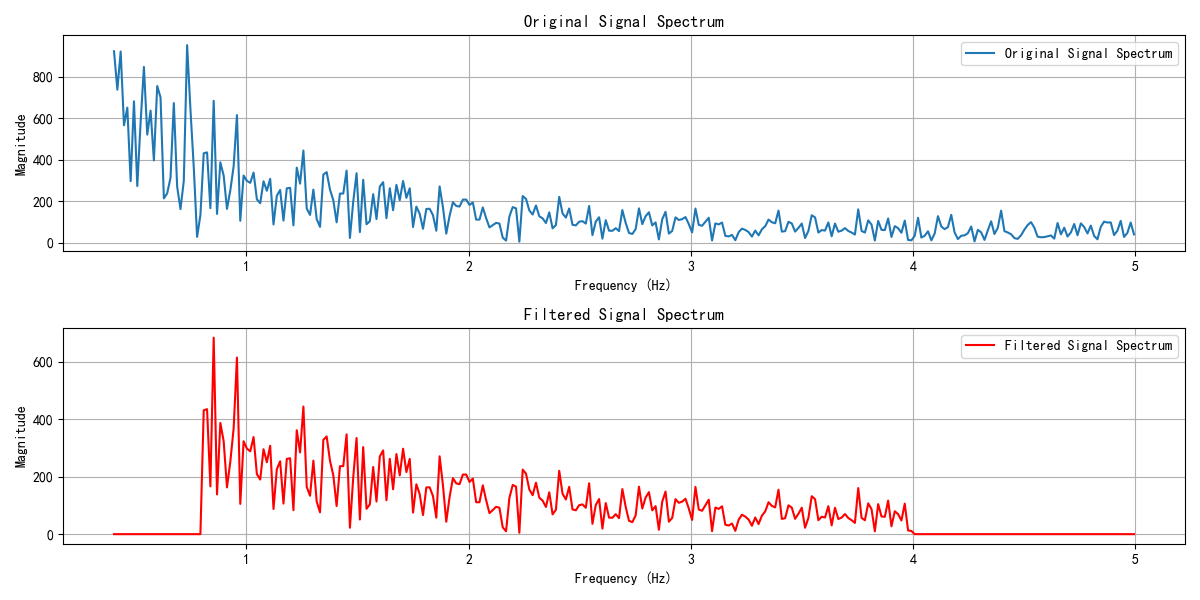 Original Signal Spectrum
Original Signal Spectrum
Magnitude
800
600
400
200
0
1 2 3 4 5
Frequency (Hz)
Filtered Signal Spectrum
Filtered Signal Spectrum
Magnitude
600
400
200
0
1 2 3 4 5
Frequency (Hz)